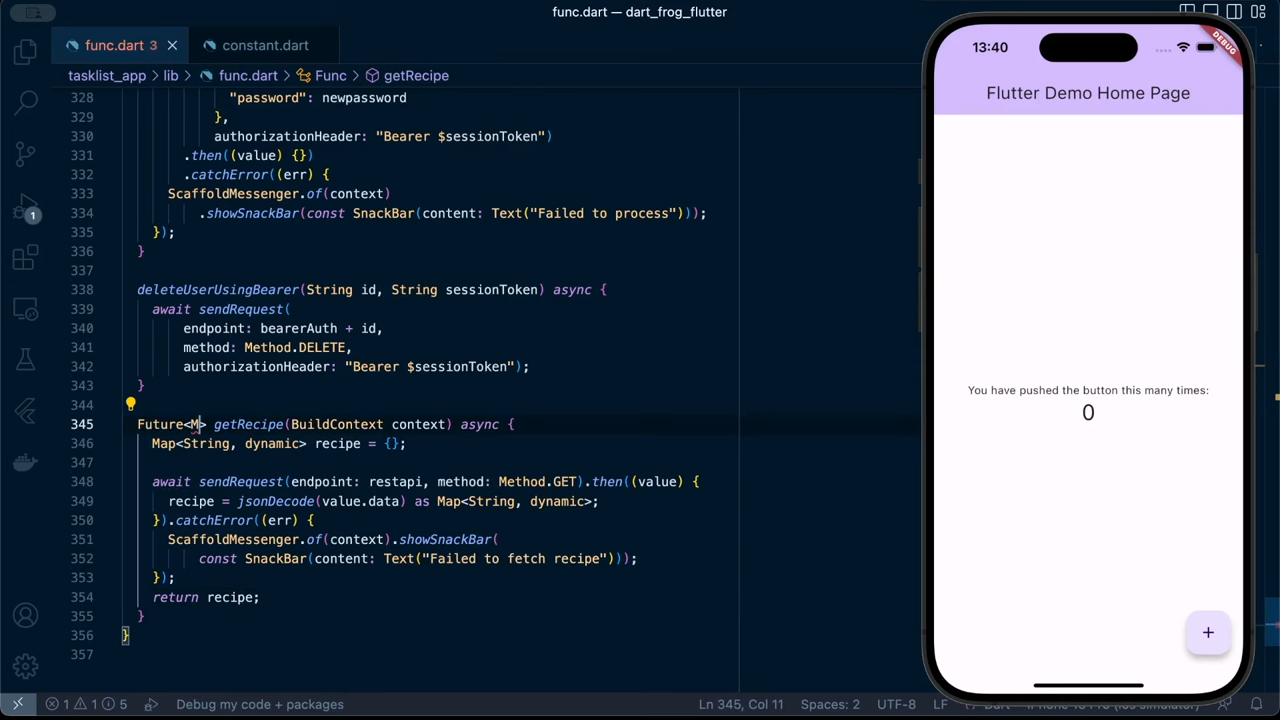 func.dart — dart_frog_flutter
func.dart 3
constant.dart
tasklist_app > lib > func.dart > Func > getRecipe
328 "password": newpassword
329 },
330 authorizationHeader: "Bearer $sessionToken")
331 .then((value) {})
332 .catchError((err) {
333 ScaffoldMessenger.of(context)
334 .showSnackBar(const SnackBar(content: Text("Failed to process")));
335 });
336 }
337
338 deleteUserUsingBearer(String id, String sessionToken) async {
339 await sendRequest(
340 endpoint: bearerAuth + id,
341 method: Method.DELETE,
342 authorizationHeader: "Bearer $sessionToken");
343 }
344
345 Future<M> getRecipe(BuildContext context) async {
346 Map<String, dynamic> recipe = {};
347
348 await sendRequest(endpoint: restapi, method: Method.GET).then((value) {
349 recipe = jsonDecode(value.data) as Map<String, dynamic>;
350 }).catchError((err) {
351 ScaffoldMessenger.of(context).showSnackBar(
352 const SnackBar(content: Text("Failed to fetch recipe")));
353 });
354 return recipe;
355 }
356 }
357
1
1 1 5 Debug my code + packages
Ln 345, Col 11 Spaces: 2 UTF-8 LF
13:40
DEBUG
Flutter Demo Home Page
You have pushed the button this many times:
0
+